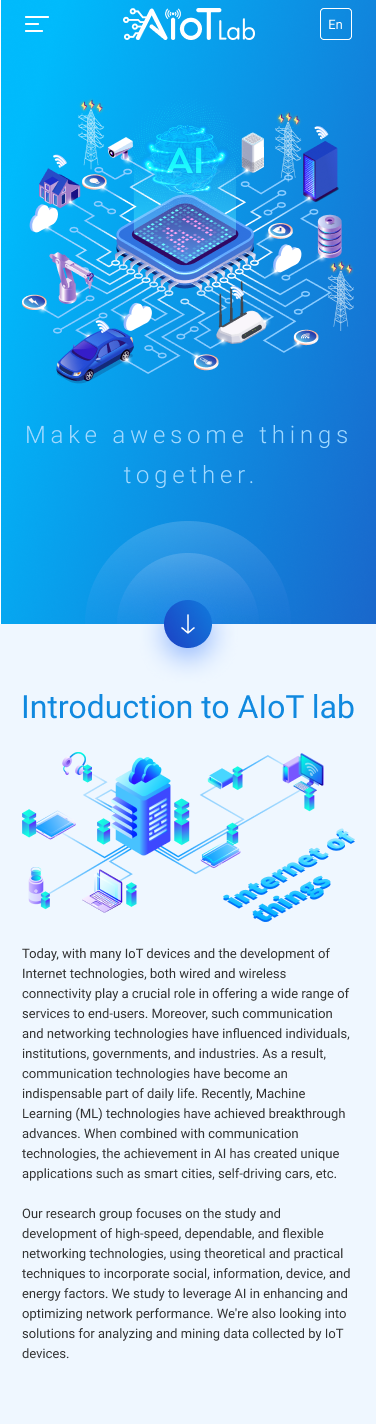 AIoT Lab
En
AI
Make awesome things
together.
Introduction to AIoT lab
internet of
things
Today, with many IoT devices and the development of
Internet technologies, both wired and wireless
connectivity play a crucial role in offering a wide range of
services to end-users. Moreover, such communication
and networking technologies have influenced individuals,
institutions, governments, and industries. As a result,
communication technologies have become an
indispensable part of daily life. Recently, Machine
Learning (ML) technologies have achieved breakthrough
advances. When combined with communication
technologies, the achievement in AI has created unique
applications such as smart cities, self-driving cars, etc.
Our research group focuses on the study and
development of high-speed, dependable, and flexible
networking technologies, using theoretical and practical
techniques to incorporate social, information, device, and
energy factors. We study to leverage AI in enhancing and
optimizing network performance. We're also looking into
solutions for analyzing and mining data collected by IoT
devices.